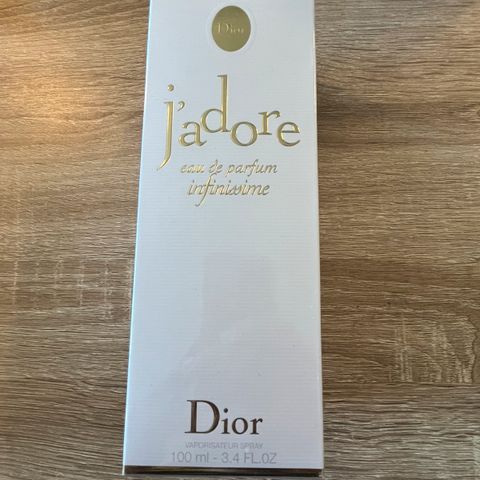 Dior
j'adore
eau de parfum
infinissime
Dior
VAPORISATEUR SPRAY
100 ml - 3.4 FL.OZ